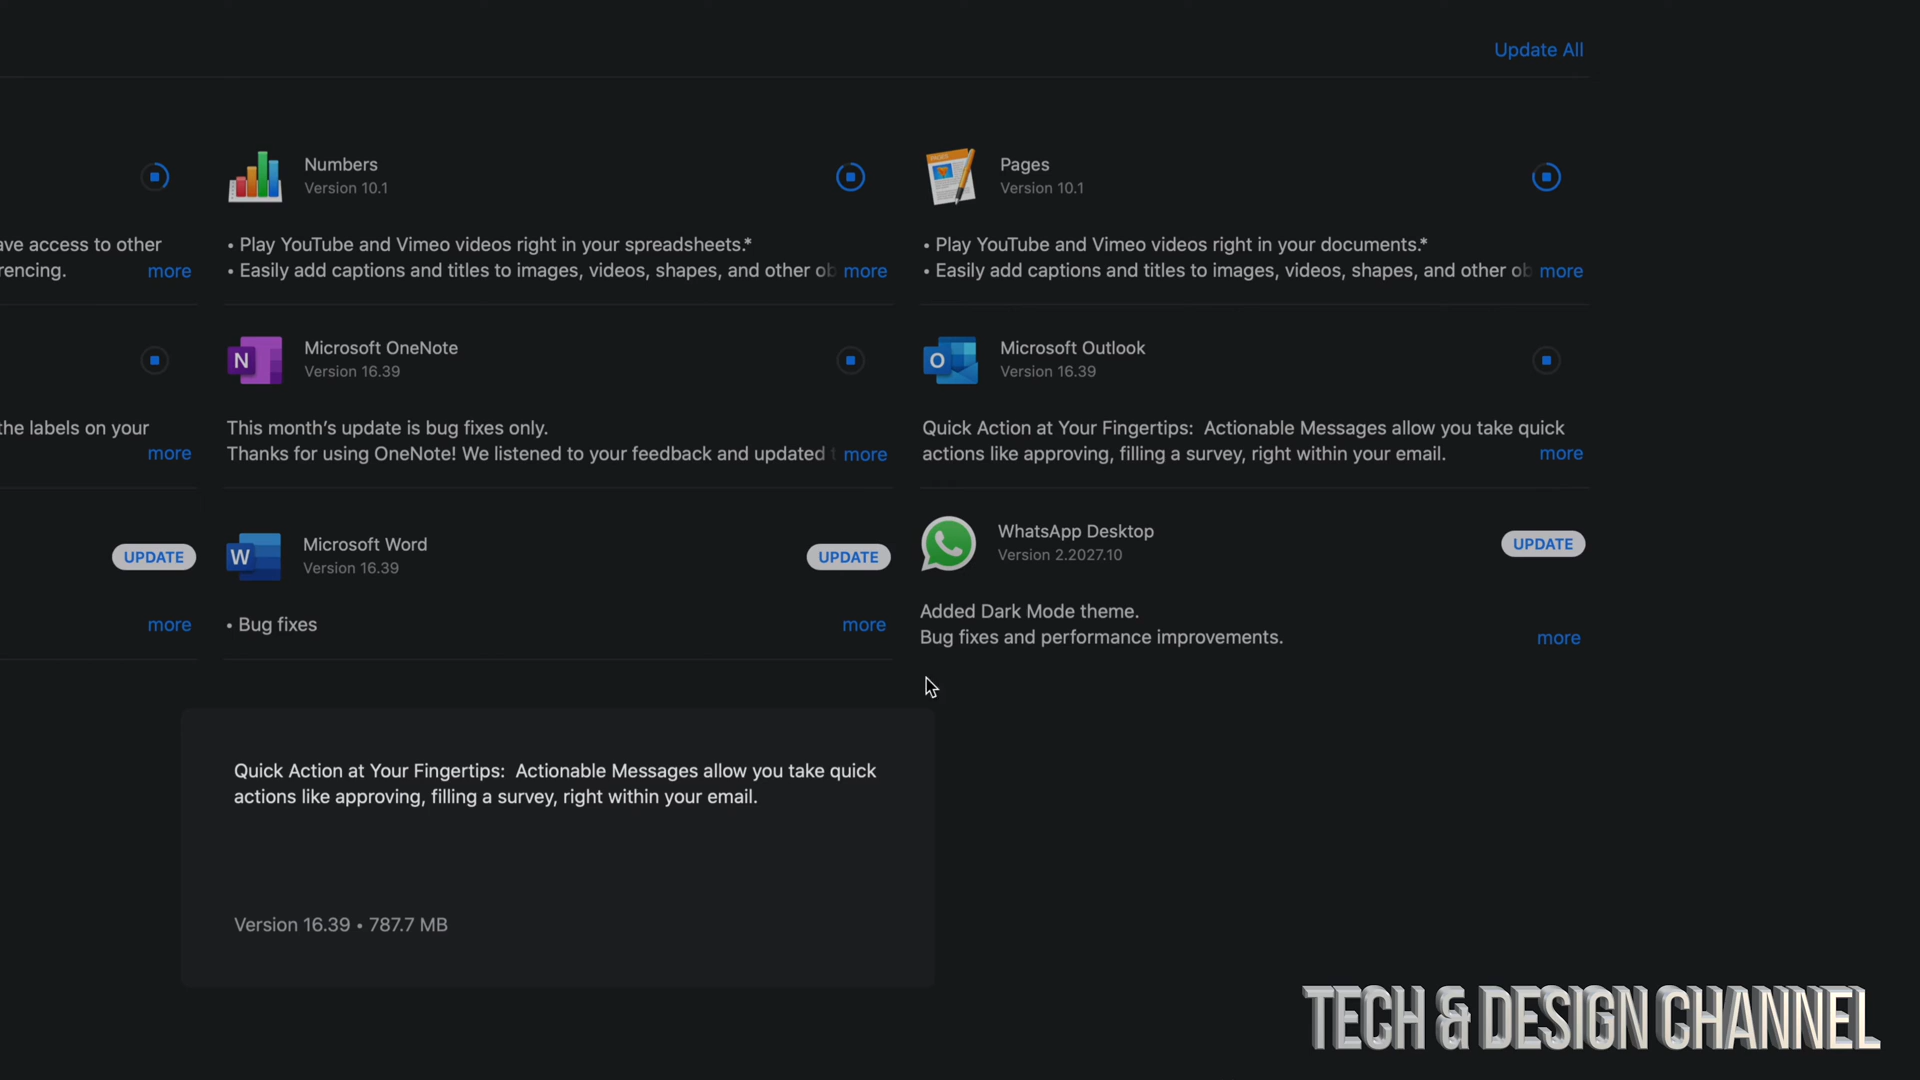 Update All
Numbers
Version 10.1
Pages
Version 10.1
ave access to other
rencing.
more
• Play YouTube and Vimeo videos right in your spreadsheets.*
• Easily add captions and titles to images, videos, shapes, and other ob more
• Play YouTube and Vimeo videos right in your documents.*
• Easily add captions and titles to images, videos, shapes, and other ob more
N
Microsoft OneNote
Version 16.39
O
Microsoft Outlook
Version 16.39
the labels on your
more
This month's update is bug fixes only.
Thanks for using OneNote! We listened to your feedback and updated t more
Quick Action at Your Fingertips: Actionable Messages allow you take quick
actions like approving, filling a survey, right within your email. more
UPDATE
W
Microsoft Word
Version 16.39
UPDATE
WhatsApp Desktop
Version 2.2027.10
UPDATE
more
• Bug fixes more
Added Dark Mode theme.
Bug fixes and performance improvements. more
Quick Action at Your Fingertips: Actionable Messages allow you take quick
actions like approving, filling a survey, right within your email.
Version 16.39 • 787.7 MB
TECH & DESIGN CHANNEL